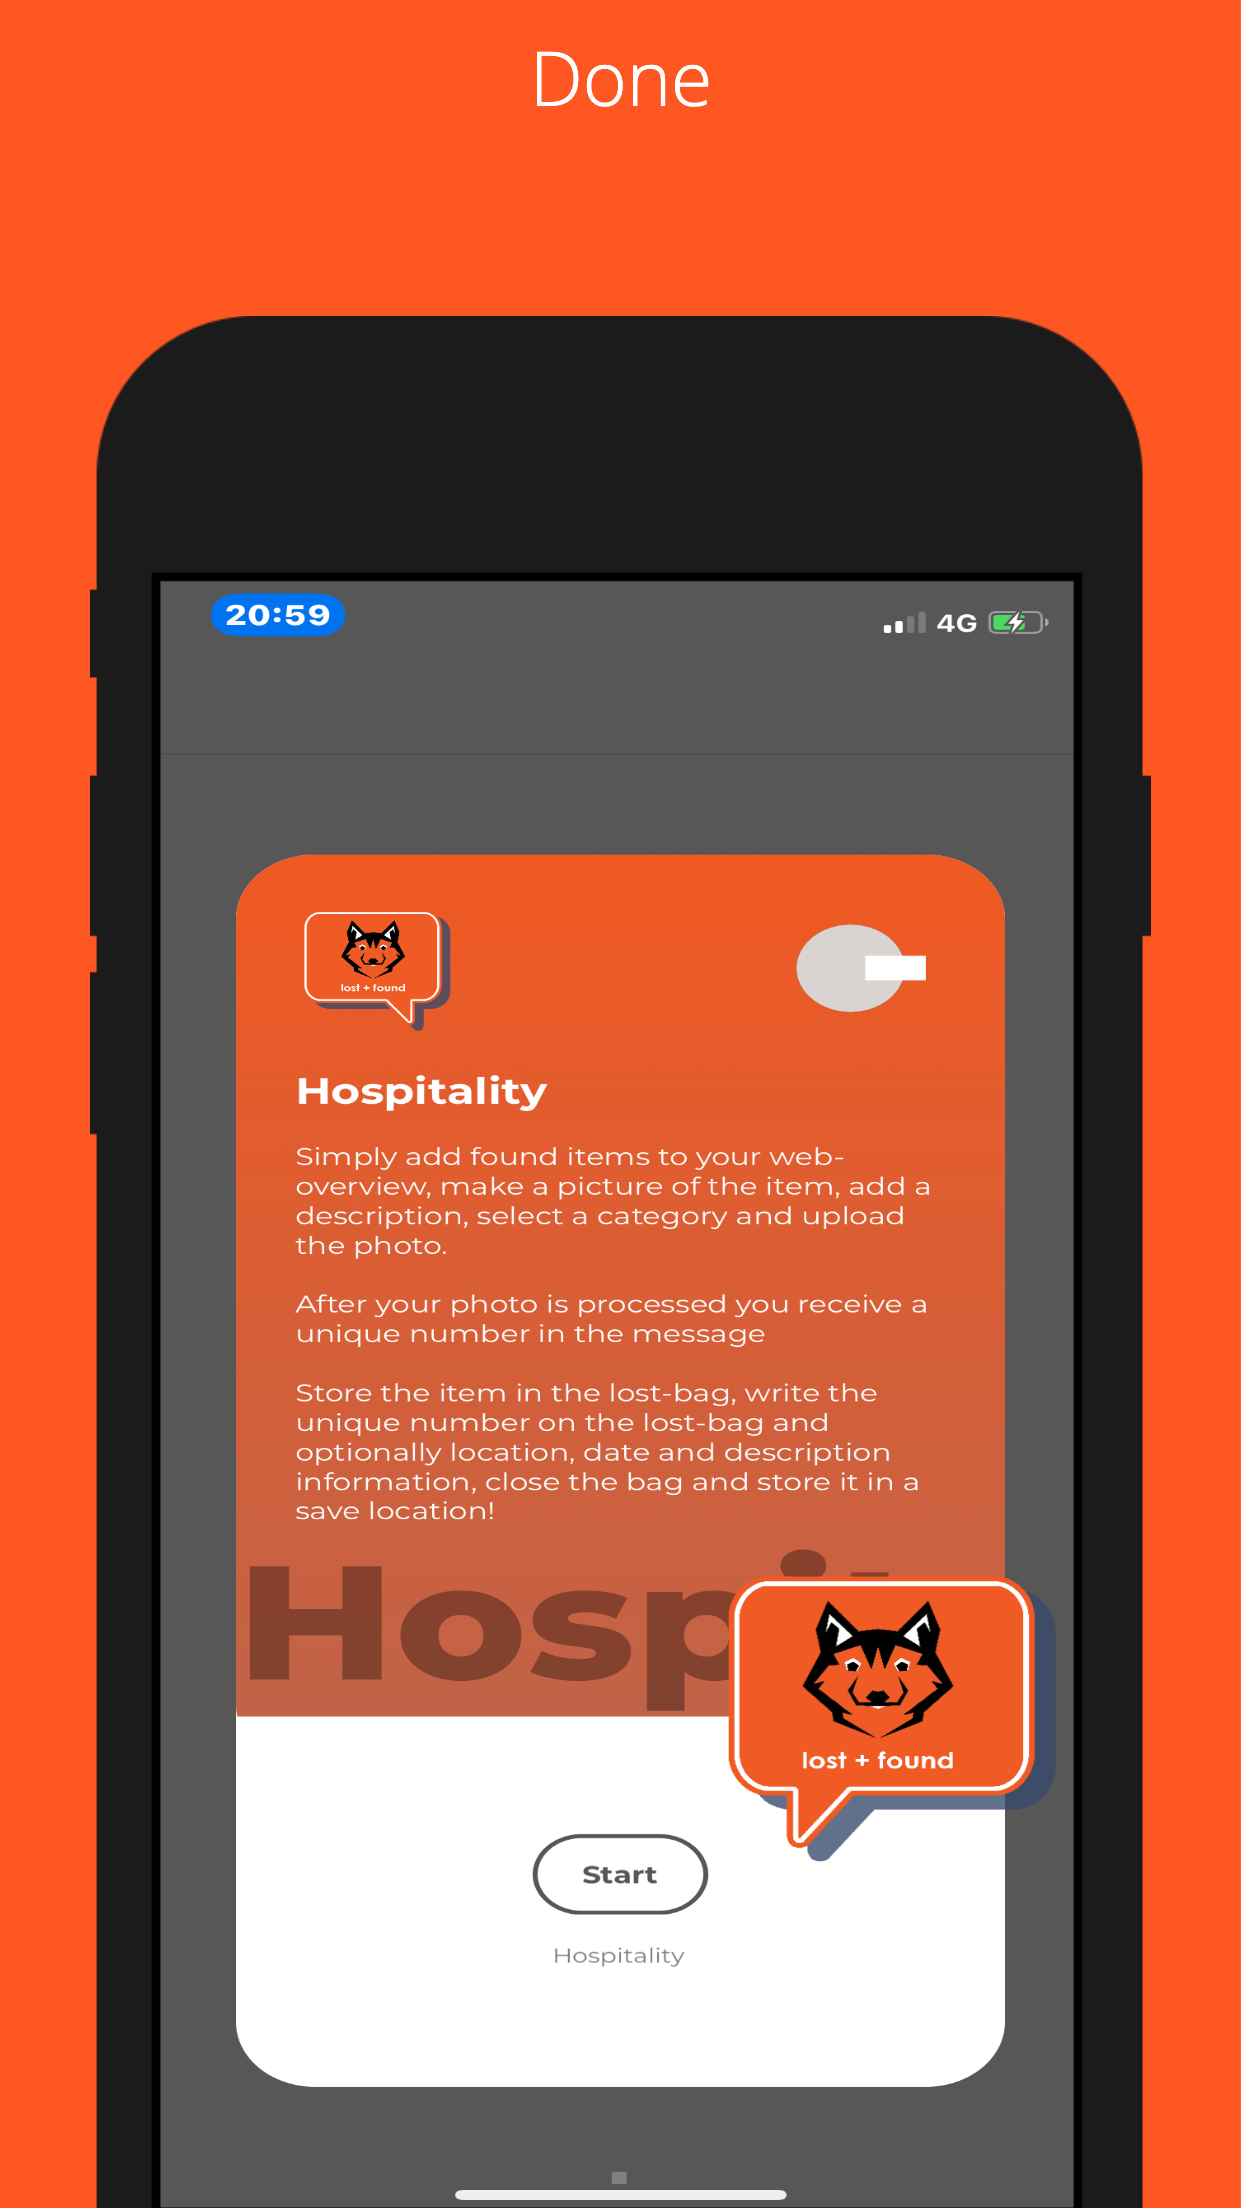 Done
20:59
4G
lost + found
Hospitality
Simply add found items to your web-
overview, make a picture of the item, add a
description, select a category and upload
the photo.
After your photo is processed you receive a
unique number in the message
Store the item in the lost-bag, write the
unique number on the lost-bag and
optionally location, date and description
information, close the bag and store it in a
save location!
Hospit
lost + found
Start
Hospitality